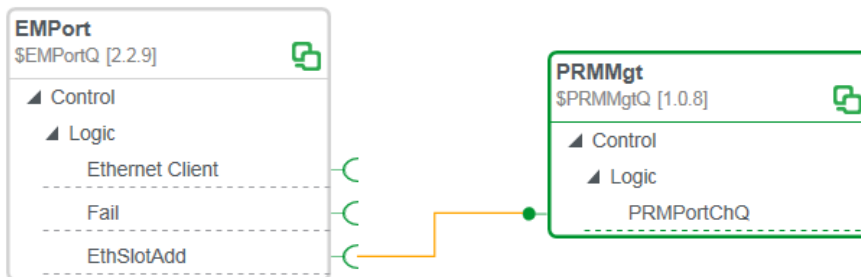 EMPort
$EMPortQ [2.2.9]
Control
Logic
Ethernet Client
Fail
EthSlotAdd
PRMMgt
$PRMMgtQ [1.0.8]
Control
Logic
PRMPortChQ